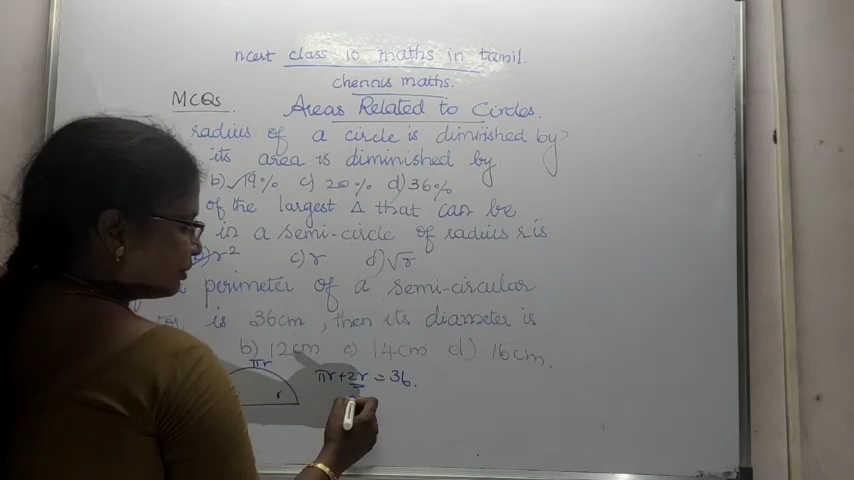 ncert class 10 maths in tamil.
chennis maths.
MCQs
Areas Related to Circles.
radius of a circle is diminished by
its area is diminished by
b) ✓19% c) 20% d) 36%
of the largest Δ that can be
in a semi-circle of radius r is
r² c) r d) √r
perimeter of a semi-circular
is 36cm, then its diameter is
b) 12cm c) 14cm d) 16cm.
πr
πr+2r = 36.
r